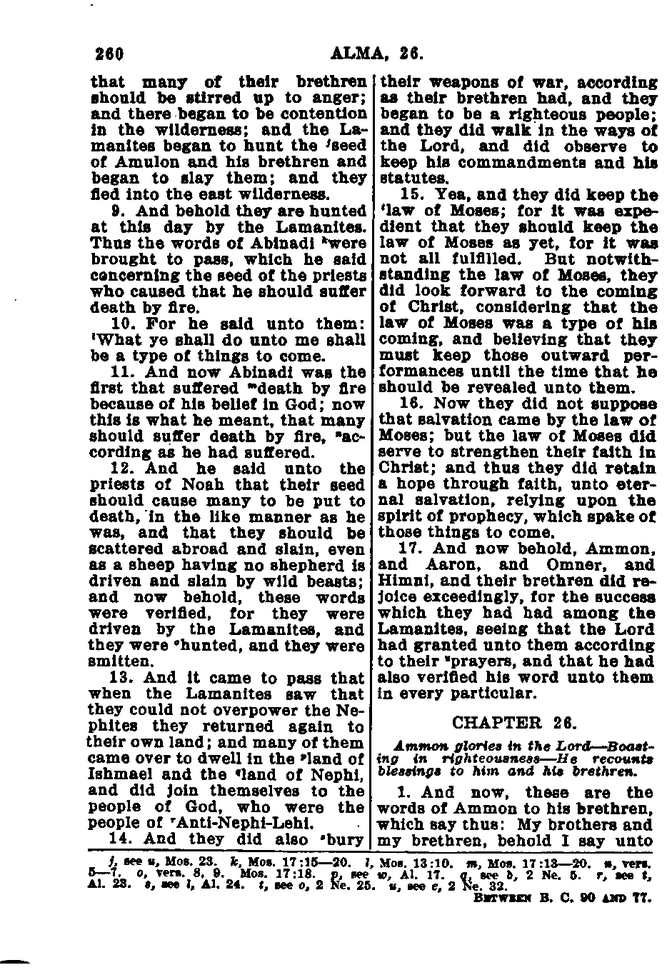 260
ALMA, 26.
that many of their brethren
should be stirred up to anger;
and there began to be contention
in the wilderness; and the La-
manites began to hunt the jseed
of Amulon and his brethren and
began to slay them; and they
fled into the east wilderness.
9. And behold they are hunted
at this day by the Lamanites.
Thus the words of Abinadi kwere
brought to pass, which he said
concerning the seed of the priests
who caused that he should suffer
death by fire.
10. For he said unto them:
lWhat ye shall do unto me shall
be a type of things to come.
11. And now Abinadi was the
first that suffered mdeath by fire
because of his belief in God; now
this is what he meant, that many
should suffer death by fire, nac-
cording as he had suffered.
12. And he said unto the
priests of Noah that their seed
should cause many to be put to
death, in the like manner as he
was, and that they should be
scattered abroad and slain, even
as a sheep having no shepherd is
driven and slain by wild beasts;
and now behold, these words
were verified, for they were
driven by the Lamanites, and
they were ohunted, and they were
smitten.
13. And it came to pass that
when the Lamanites saw that
they could not overpower the Ne-
phites they returned again to
their own land; and many of them
came over to dwell in the pland of
Ishmael and the qland of Nephi,
and did join themselves to the
people of God, who were the
people of rAnti-Nephi-Lehi.
14. And they did also sbury
their weapons of war, according
as their brethren had, and they
began to be a righteous people;
and they did walk in the ways of
the Lord, and did observe to
keep his commandments and his
statutes.
15. Yea, and they did keep the
tlaw of Moses; for it was expe-
dient that they should keep the
law of Moses as yet, for it was
not all fulfilled. But notwith-
standing the law of Moses, they
did look forward to the coming
of Christ, considering that the
law of Moses was a type of his
coming, and believing that they
must keep those outward per-
formances until the time that he
should be revealed unto them.
16. Now they did not suppose
that salvation came by the law of
Moses; but the law of Moses did
serve to strengthen their faith in
Christ; and thus they did retain
a hope through faith, unto eter-
nal salvation, relying upon the
spirit of prophecy, which spake of
those things to come.
17. And now behold, Ammon,
and Aaron, and Omner, and
Himni, and their brethren did re-
joice exceedingly, for the success
which they had had among the
Lamanites, seeing that the Lord
had granted unto them according
to their uprayers, and that he had
also verified his word unto them
in every particular.
CHAPTER 26.
Ammon glories in the Lord—Boast-
ing in righteousness—He recounts
blessings to him and his brethren.
1. And now, these are the
words of Ammon to his brethren,
which say thus: My brothers and
my brethren, behold I say unto
j, see u, Mos. 23. k, Mos. 17:15—20. l, Mos. 13:10. m, Mos. 17:13—20. n, vers.
5—7. o, vers. 8, 9. Mos. 17:18. p, see w, Al. 17. q, see b, 2 Ne. 5. r, see t,
Al. 23. s, see l, Al. 24. t, see o, 2 Ne. 25. u, see e, 2 Ne. 32.
BETWEEN B. C. 90 AND 77.